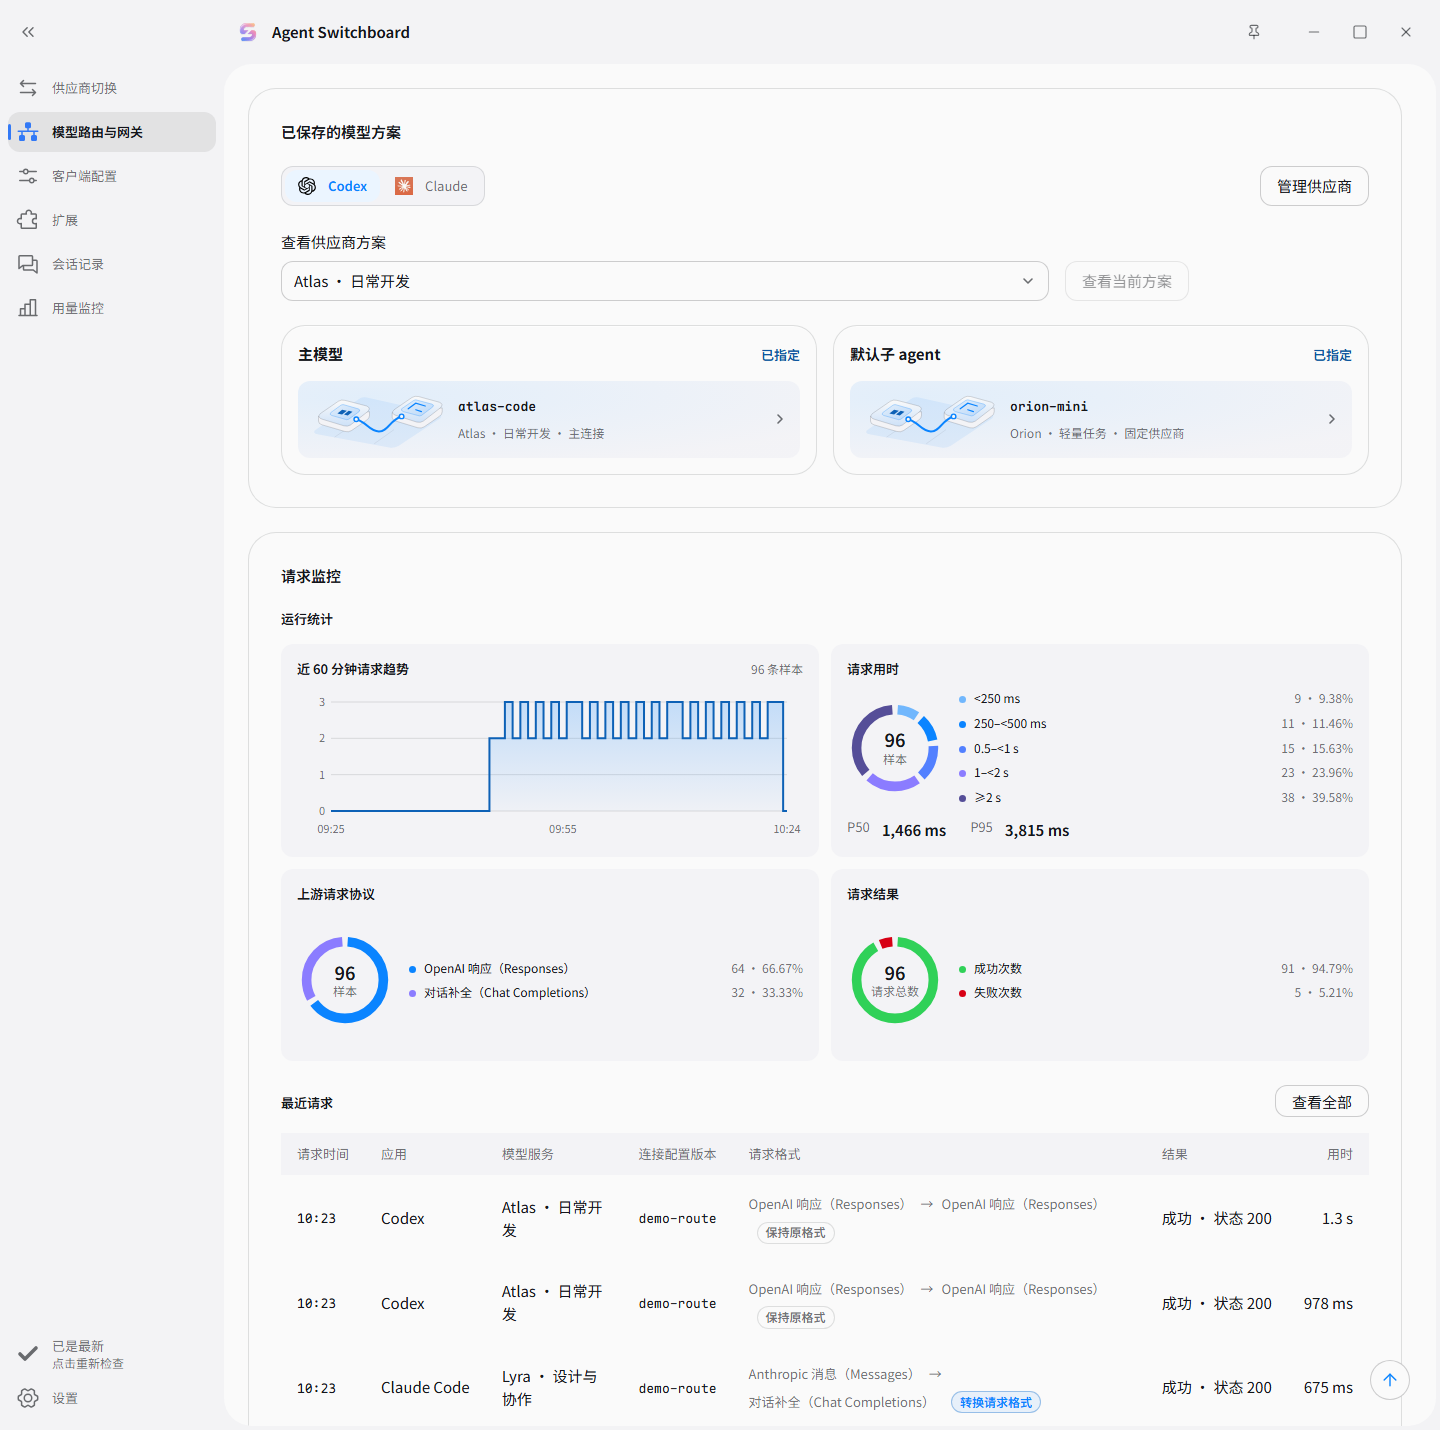 Agent Switchboard
供应商切换
模型路由与网关
客户端配置
扩展
会话记录
用量监控
已是最新
点击重新检查
设置
已保存的模型方案
Codex
Claude
管理供应商
查看供应商方案
Atlas · 日常开发
查看当前方案
主模型
已指定
atlas-code
Atlas · 日常开发 · 主连接
默认子 agent
已指定
orion-mini
Orion · 轻量任务 · 固定供应商
请求监控
运行统计
近 60 分钟请求趋势
96 条样本
3
2
1
0
09:25
09:55
10:24
请求用时
96
样本
<250 ms
9 · 9.38%
250–<500 ms
11 · 11.46%
0.5–<1 s
15 · 15.63%
1–<2 s
23 · 23.96%
≥2 s
38 · 39.58%
P50 1,466 ms P95 3,815 ms
上游请求协议
96
样本
OpenAI 响应（Responses）
64 · 66.67%
对话补全（Chat Completions）
32 · 33.33%
请求结果
96
请求总数
成功次数
91 · 94.79%
失败次数
5 · 5.21%
最近请求
查看全部
请求时间 应用 模型服务 连接配置版本 请求格式 结果 用时
10:23
Codex
Atlas · 日常开
发
demo-route
OpenAI 响应（Responses） → OpenAI 响应（Responses）
保持原格式
成功 · 状态 200
1.3 s
10:23
Codex
Atlas · 日常开
发
demo-route
OpenAI 响应（Responses） → OpenAI 响应（Responses）
保持原格式
成功 · 状态 200
978 ms
10:23
Claude Code
Lyra · 设计与
协作
demo-route
Anthropic 消息（Messages） →
对话补全（Chat Completions） 转换请求格式
成功 · 状态 200
675 ms